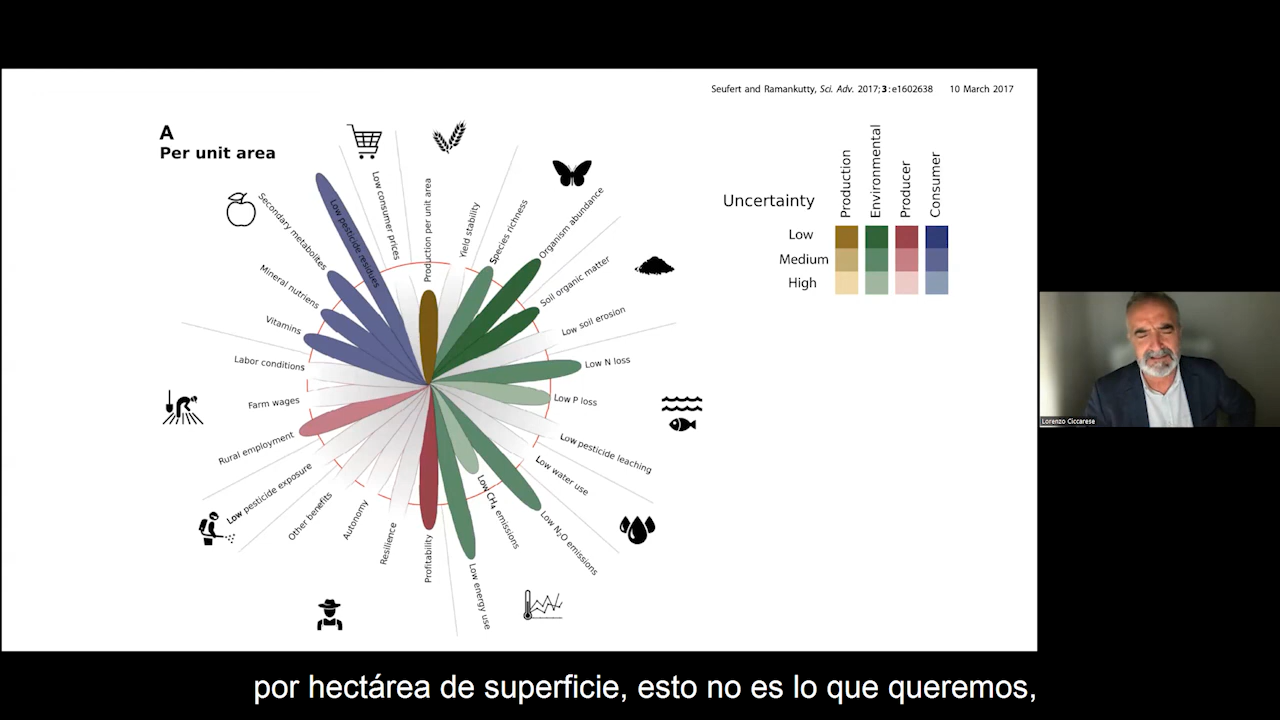 Seufert and Ramankutty, Sci. Adv. 2017;3:e1602638 10 March 2017
A
Per unit area
Low consumer prices
Production per unit area
Yield stability
Species richness
Organism abundance
Soil organic matter
Low soil erosion
Low N loss
Low P loss
Low pesticide leaching
Low water use
Low N₂O emissions
Low CH₄ emissions
Low energy use
Profitability
Resilience
Autonomy
Other benefits
Low pesticide exposure
Rural employment
Farm wages
Labor conditions
Vitamins
Mineral nutriens
Secondary metabolites
Low pesticide residues
Uncertainty
Production
Environmental
Producer
Consumer
Low
Medium
High
Lorenzo Ciccarese
por hectárea de superficie, esto no es lo que queremos,